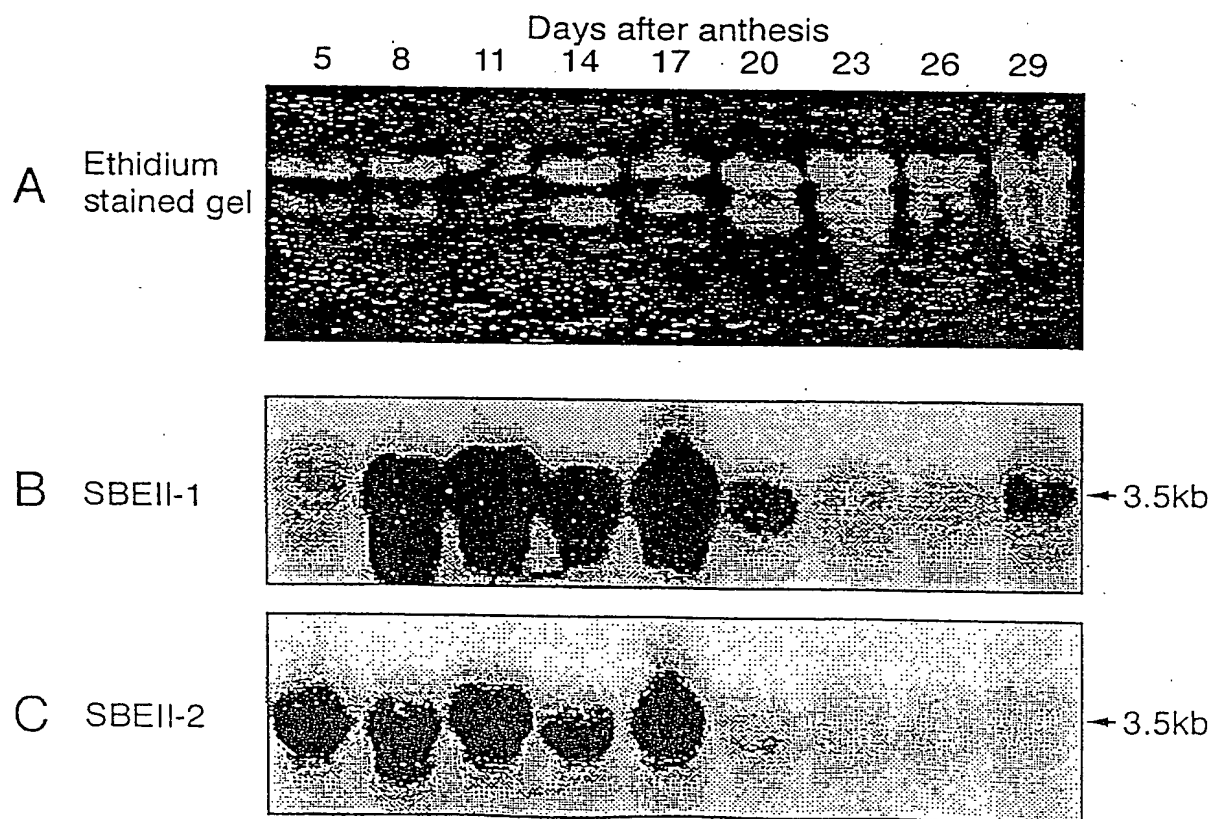 Days after anthesis
5 8 11 14 17 20 23 26 29
A Ethidium
stained gel
B SBEII-1 3.5kb
C SBEII-2 3.5kb